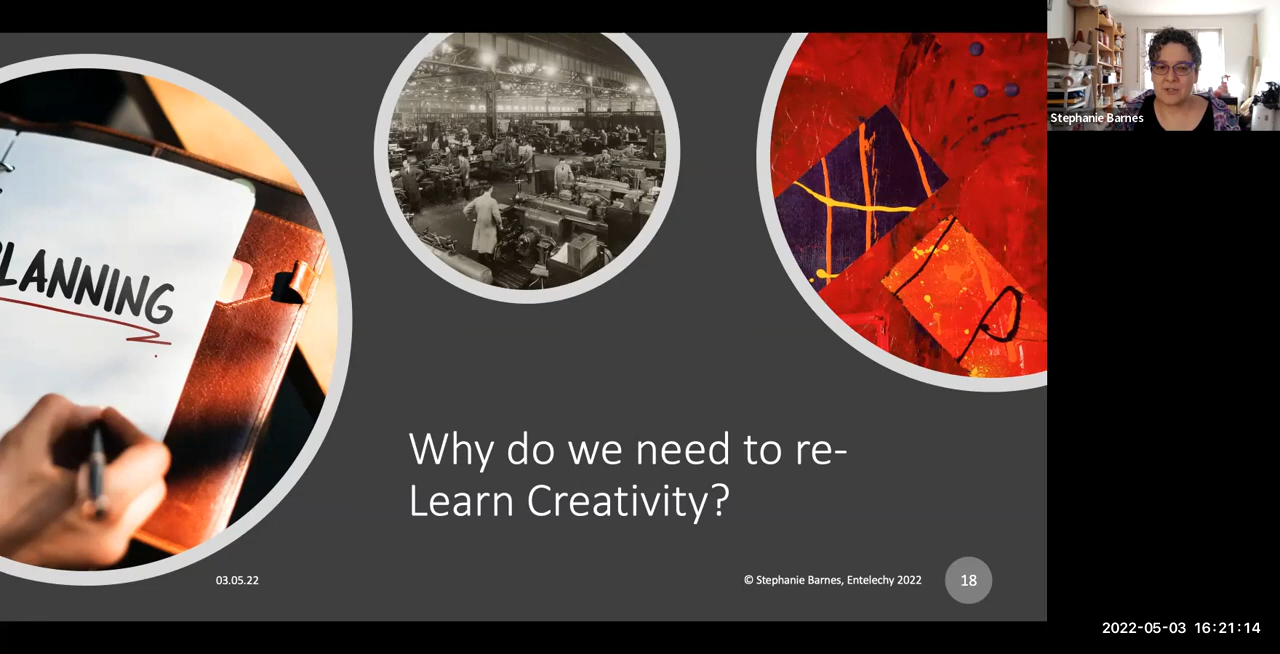 LANNING
Why do we need to re-
Learn Creativity?
03.05.22
© Stephanie Barnes, Entelechy 2022
18
Stephanie Barnes
2022-05-03 16:21:14